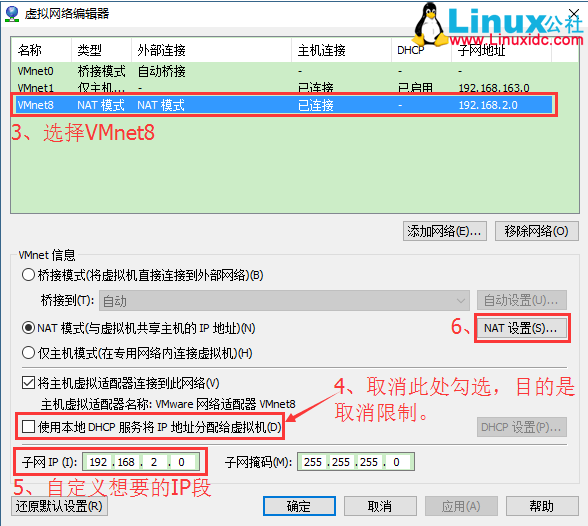 虚拟网络编辑器
Linux公社
www.Linuxidc.com
名称 类型 外部连接 主机连接 DHCP 子网地址
VMnet0 桥接模式 自动桥接 - - -
VMnet1 仅主机... - 已连接 已启用 192.168.163.0
VMnet8 NAT 模式 NAT 模式 已连接 - 192.168.2.0
3、选择VMnet8
添加网络(E)... 移除网络(O)
VMnet 信息
桥接模式(将虚拟机直接连接到外部网络)(B)
桥接到(T): 自动 自动设置(U)...
NAT 模式(与虚拟机共享主机的 IP 地址)(N) 6、 NAT 设置(S)...
仅主机模式(在专用网络内连接虚拟机)(H)
将主机虚拟适配器连接到此网络(V)
4、取消此处勾选，目的是
取消限制。
主机虚拟适配器名称: VMware 网络适配器 VMnet8
使用本地 DHCP 服务将 IP 地址分配给虚拟机(D) DHCP 设置(P)...
子网 IP (I): 192 .168 . 2 . 0 子网掩码(M): 255 .255 .255 . 0
5、自定义想要的IP段
还原默认设置(R) 确定 取消 应用(A) 帮助